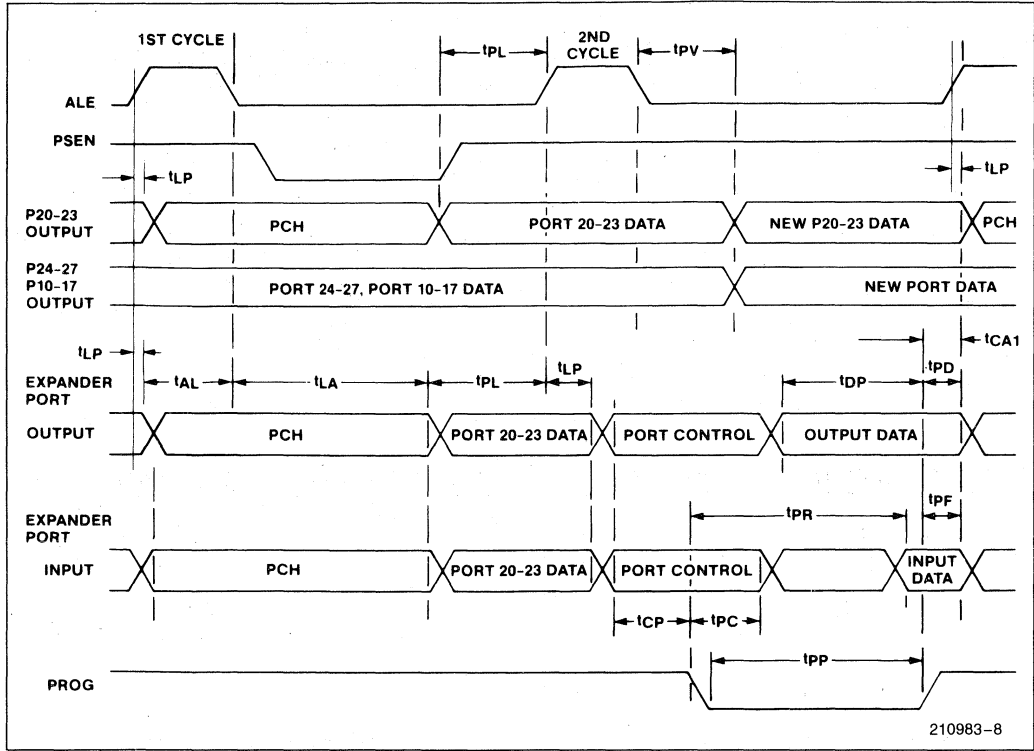 1ST CYCLE
tPL
2ND
CYCLE
tPV
ALE
PSEN
tLP
tLP
P20-23
OUTPUT
PCH
PORT 20-23 DATA
NEW P20-23 DATA
PCH
P24-27
P10-17
OUTPUT
PORT 24-27, PORT 10-17 DATA
NEW PORT DATA
tLP
tCA1
EXPANDER
PORT
OUTPUT
tAL
tLA
tPL
tLP
tDP
tPD
PCH
PORT 20-23 DATA
PORT CONTROL
OUTPUT DATA
EXPANDER
PORT
INPUT
tPR
tPF
PCH
PORT 20-23 DATA
PORT CONTROL
INPUT
DATA
tCP
tPC
tPP
PROG
210983-8